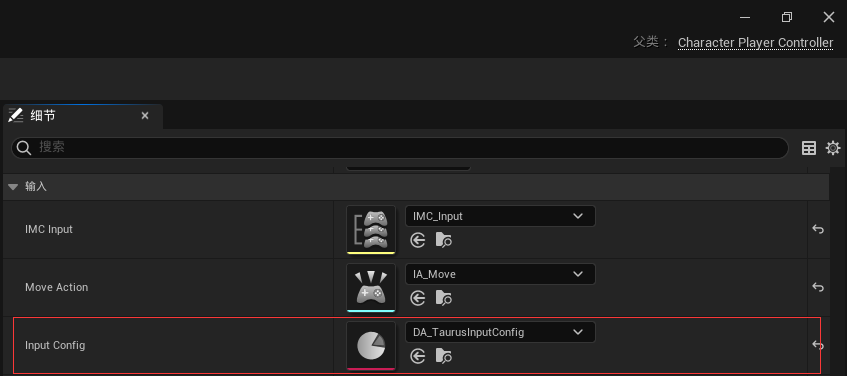 父类： Character Player Controller
细节
搜索
输入
IMC Input IMC_Input
Move Action IA_Move
Input Config DA_TaurusInputConfig